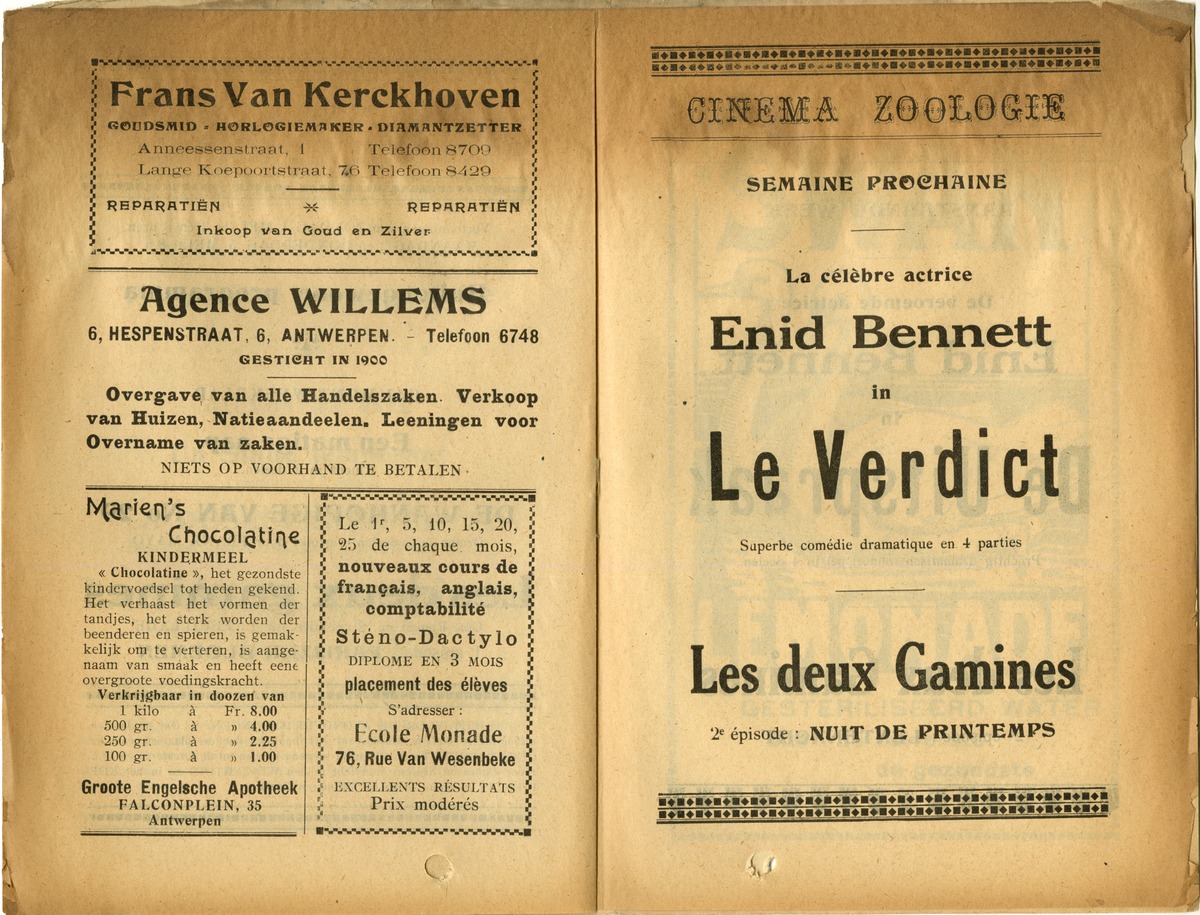 Frans Van Kerckhoven
GOUDSMID - HORLOGIEMAKER - DIAMANTZETTER
Anneessenstraat, 1 Telefoon 8709
Lange Koepoortstraat, 76 Telefoon 8429
REPARATIËN REPARATIËN
Inkoop van Goud en Zilver
Agence WILLEMS
6, HESPENSTRAAT, 6, ANTWERPEN. - Telefoon 6748
GESTICHT IN 1900
Overgave van alle Handelszaken. Verkoop
van Huizen, Natieaandeelen. Leeningen voor
Overname van zaken.
NIETS OP VOORHAND TE BETALEN
Marien's
Chocolatine
KINDERMEEL
« Chocolatine », het gezondste
kindervoedsel tot heden gekend.
Het verhaast het vormen der
tandjes, het sterk worden der
beenderen en spieren, is gemak-
kelijk om te verteren, is aange-
naam van smaak en heeft eene
overgroote voedingskracht.
Verkrijgbaar in doozen van
1 kilo à Fr. 8.00
500 gr. à » 4.00
250 gr. à » 2.25
100 gr. à » 1.00
Groote Engelsche Apotheek
FALCONPLEIN, 35
Antwerpen
Le 1r, 5, 10, 15, 20,
25 de chaque mois,
nouveaux cours de
français, anglais,
comptabilité
Sténo-Dactylo
DIPLOME EN 3 MOIS
placement des élèves
S'adresser :
Ecole Monade
76, Rue Van Wesenbeke
EXCELLENTS RÉSULTATS
Prix modérés
CINEMA ZOOLOGIE
SEMAINE PROCHAINE
La célèbre actrice
Enid Bennett
in
Le Verdict
Superbe comédie dramatique en 4 parties
Les deux Gamines
2e épisode : NUIT DE PRINTEMPS